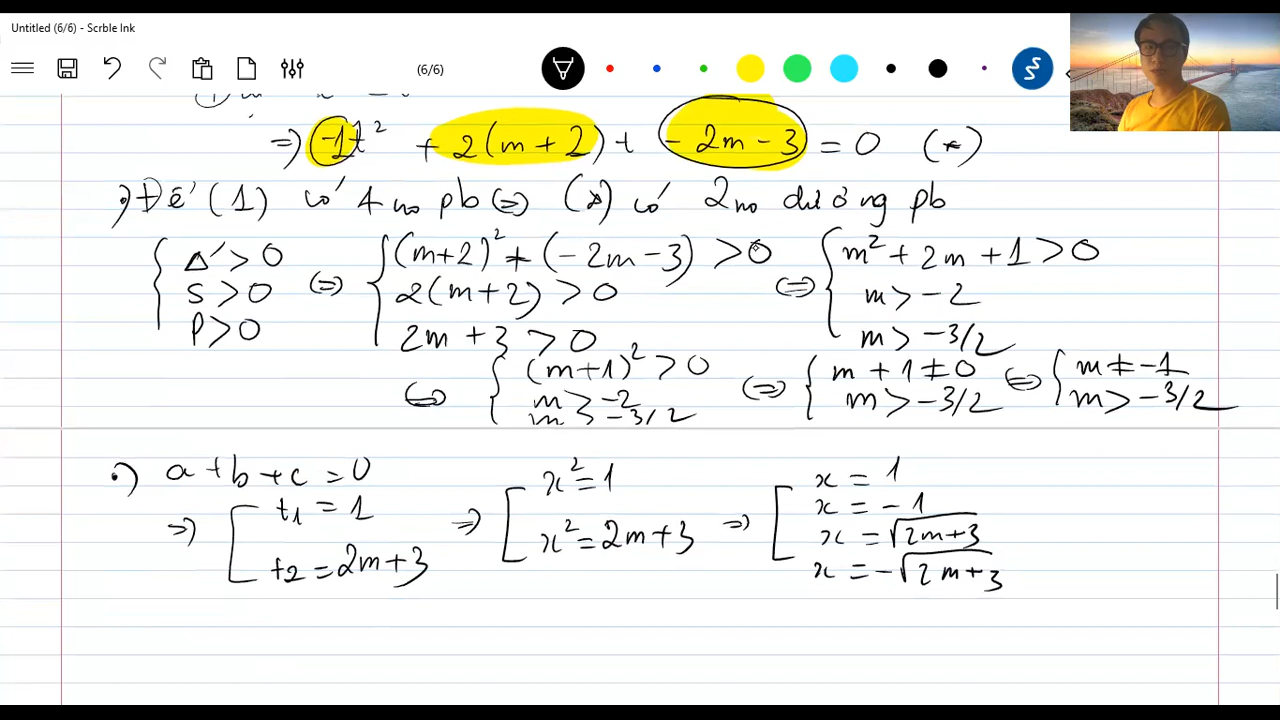 Untitled (6/6) - Scrble Ink
(6/6)
=) -1t² + 2(m+2)t - 2m - 3 = 0 (*)
•) Để (1) có 4 no pb (=) (*) có 2 no dương pb
{ Δ' > 0 (=) { (m+2)² + (-2m-3) > 0 (=) { m² + 2m + 1 > 0
S > 0 2(m+2) > 0 m > -2
P > 0 2m + 3 > 0 m > -3/2
(=) { (m+1)² > 0 (=) { m + 1 ≠ 0 (=) { m ≠ -1
m > -2 m > -3/2 m > -3/2
m > -3/2
•) a + b + c = 0
=) [ t₁ = 1 =) [ x² = 1 =) [ x = 1
x = -1
t₂ = 2m+3 x² = 2m+3 x = √2m+3
x = -√2m+3